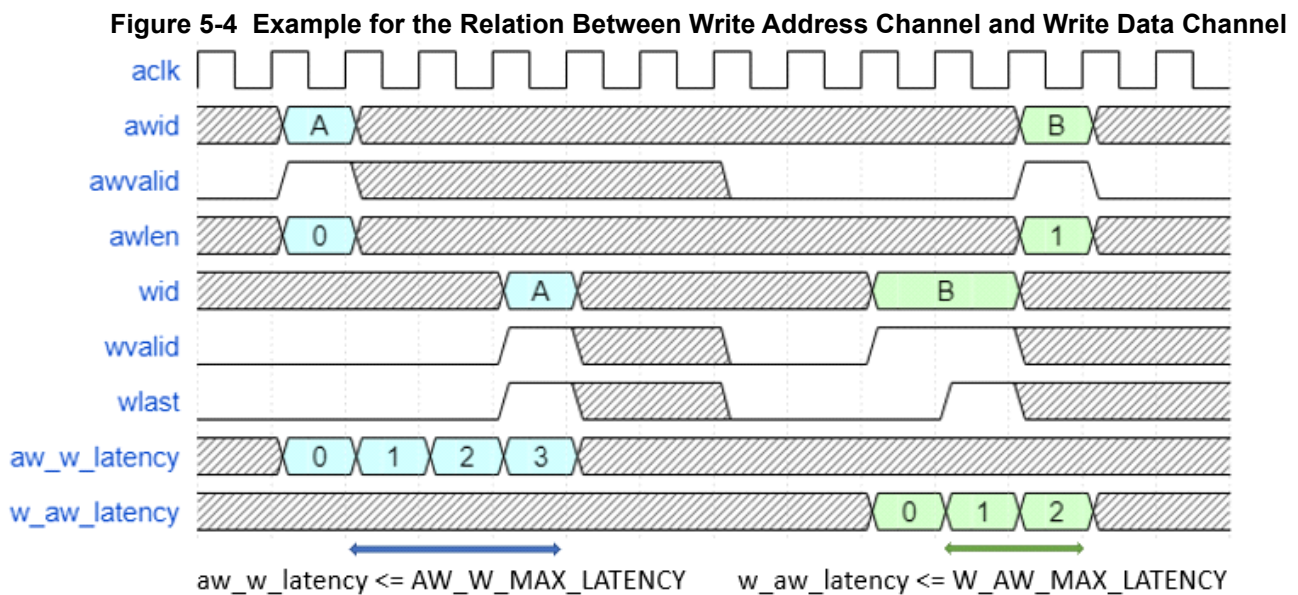 Figure 5-4 Example for the Relation Between Write Address Channel and Write Data Channel
aclk
awid A B
awvalid
awlen 0 1
wid A B
wvalid
wlast
aw_w_latency 0 1 2 3
w_aw_latency 0 1 2
aw_w_latency <= AW_W_MAX_LATENCY w_aw_latency <= W_AW_MAX_LATENCY